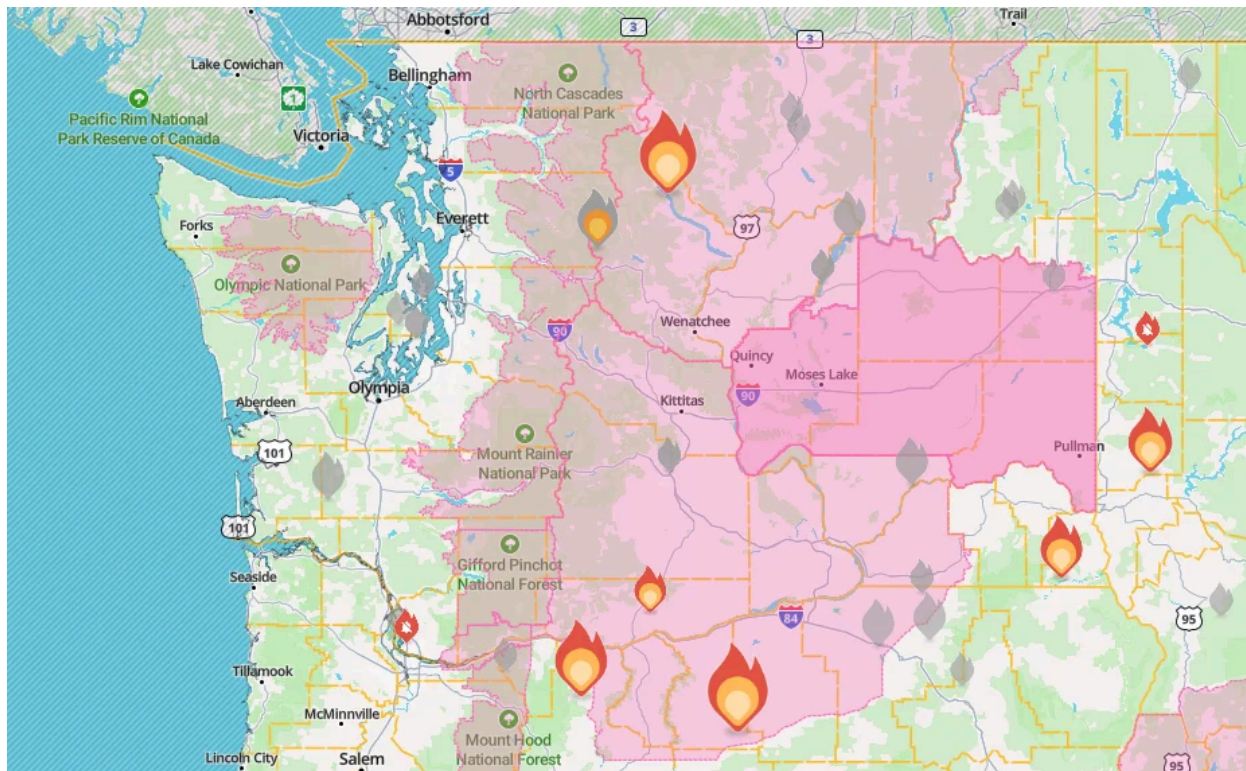 Abbotsford
3
Trail
3
Lake Cowichan
Bellingham
North Cascades
National Park
1
Pacific Rim National
Park Reserve of Canada
Victoria
5
Everett
Forks
97
Olympic National Park
Wenatchee
90
Quincy
Moses Lake
Olympia
90
Kittitas
Aberdeen
Mount Rainier
National Park
Pullman
101
101
Gifford Pinchot
National Forest
Seaside
84
95
Tillamook
McMinnville
Mount Hood
National Forest
Lincoln City
Salem
95